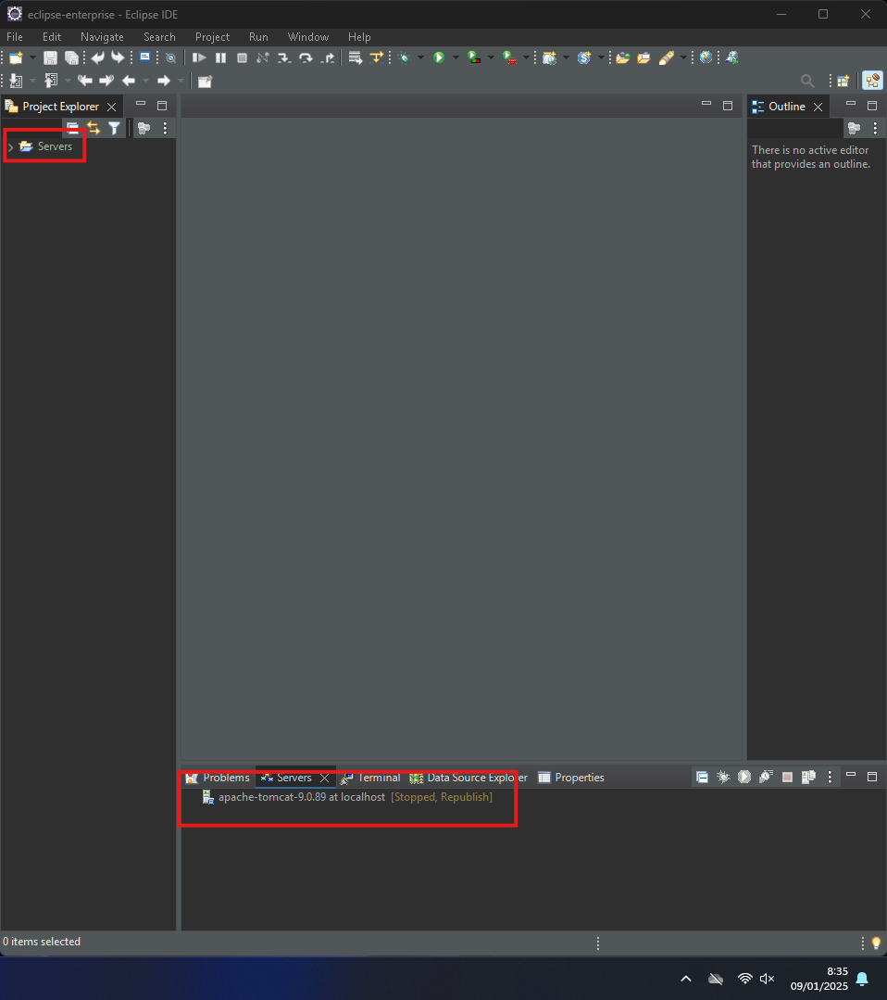 eclipse-enterprise - Eclipse IDE
File Edit Navigate Search Project Run Window Help
Project Explorer
Outline
Servers
There is no active editor
that provides an outline.
Problems Servers Terminal Data Source Explorer Properties
apache-tomcat-9.0.89 at localhost [Stopped, Republish]
0 items selected
8:35
09/01/2025